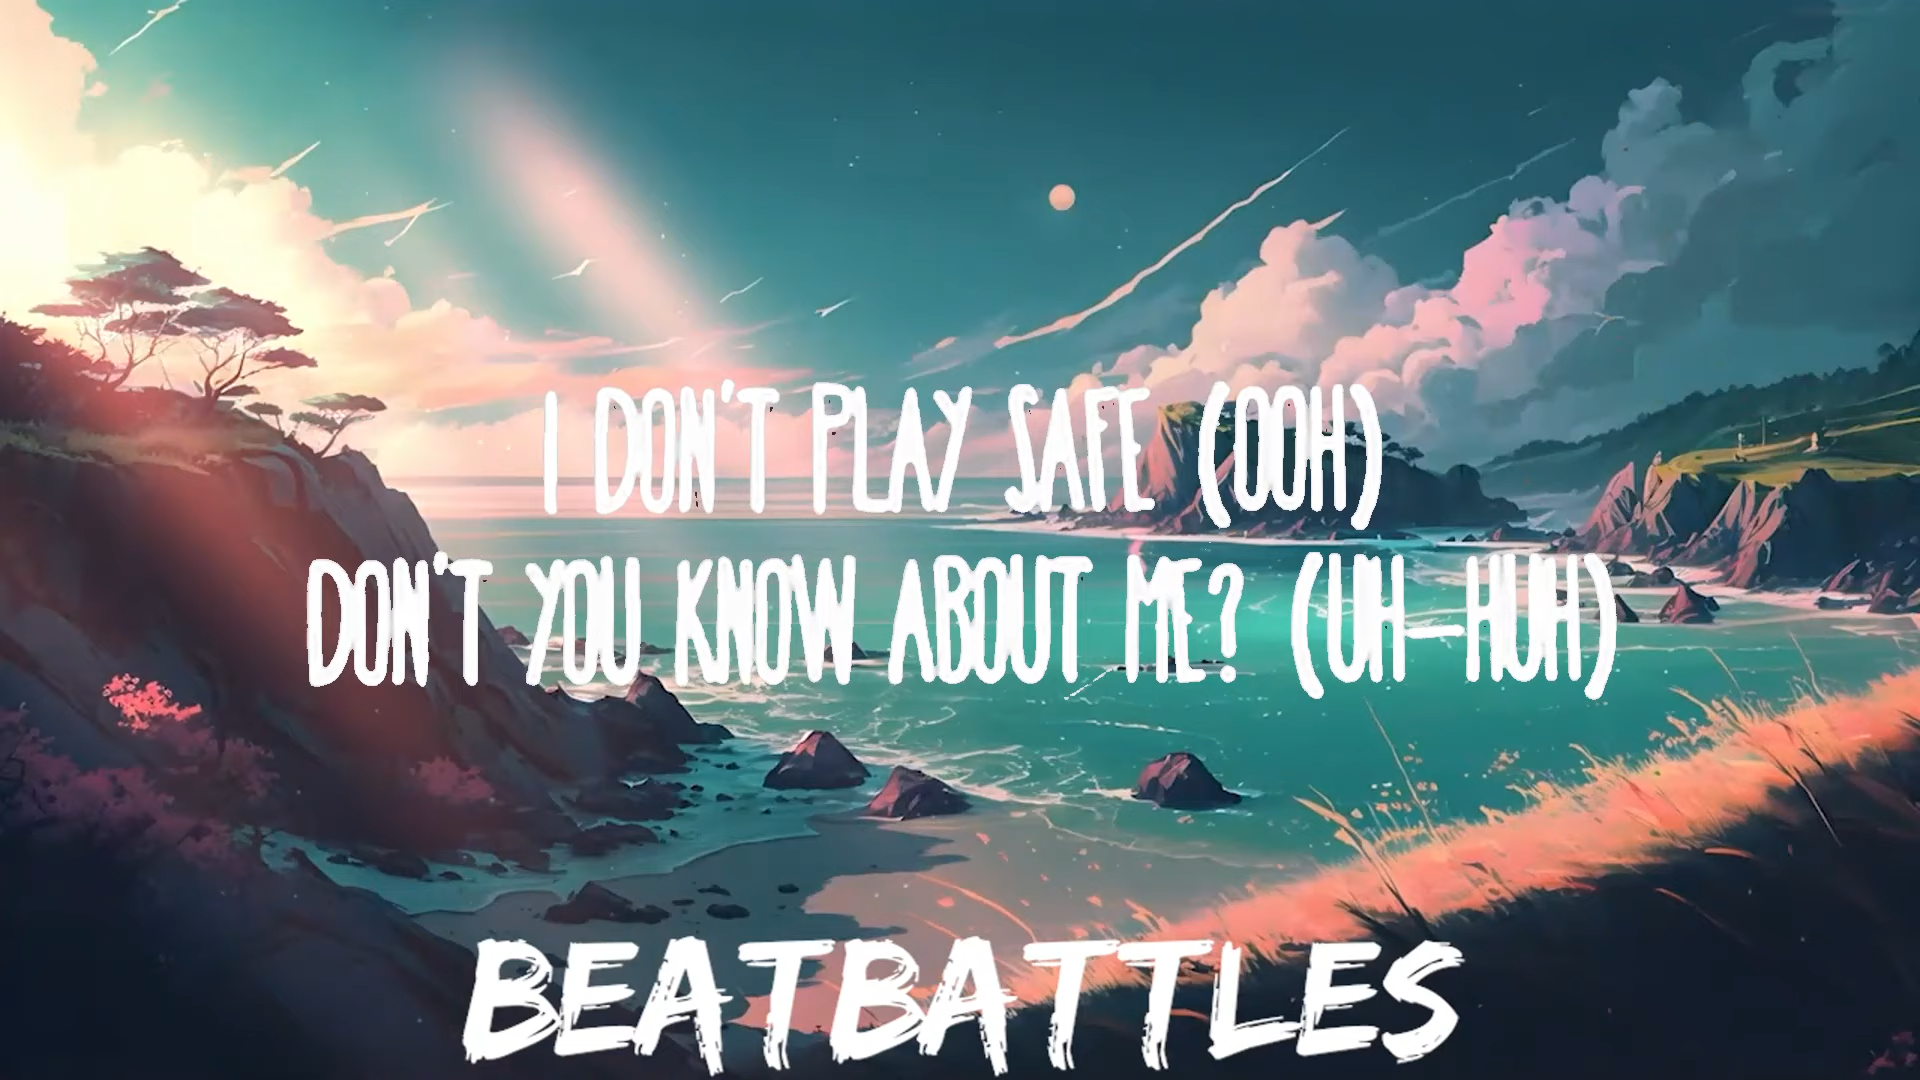 I DON'T PLAY SAFE (OOH)
DON'T YOU KNOW ABOUT ME? (UH-HUH)
BEATBATTLES